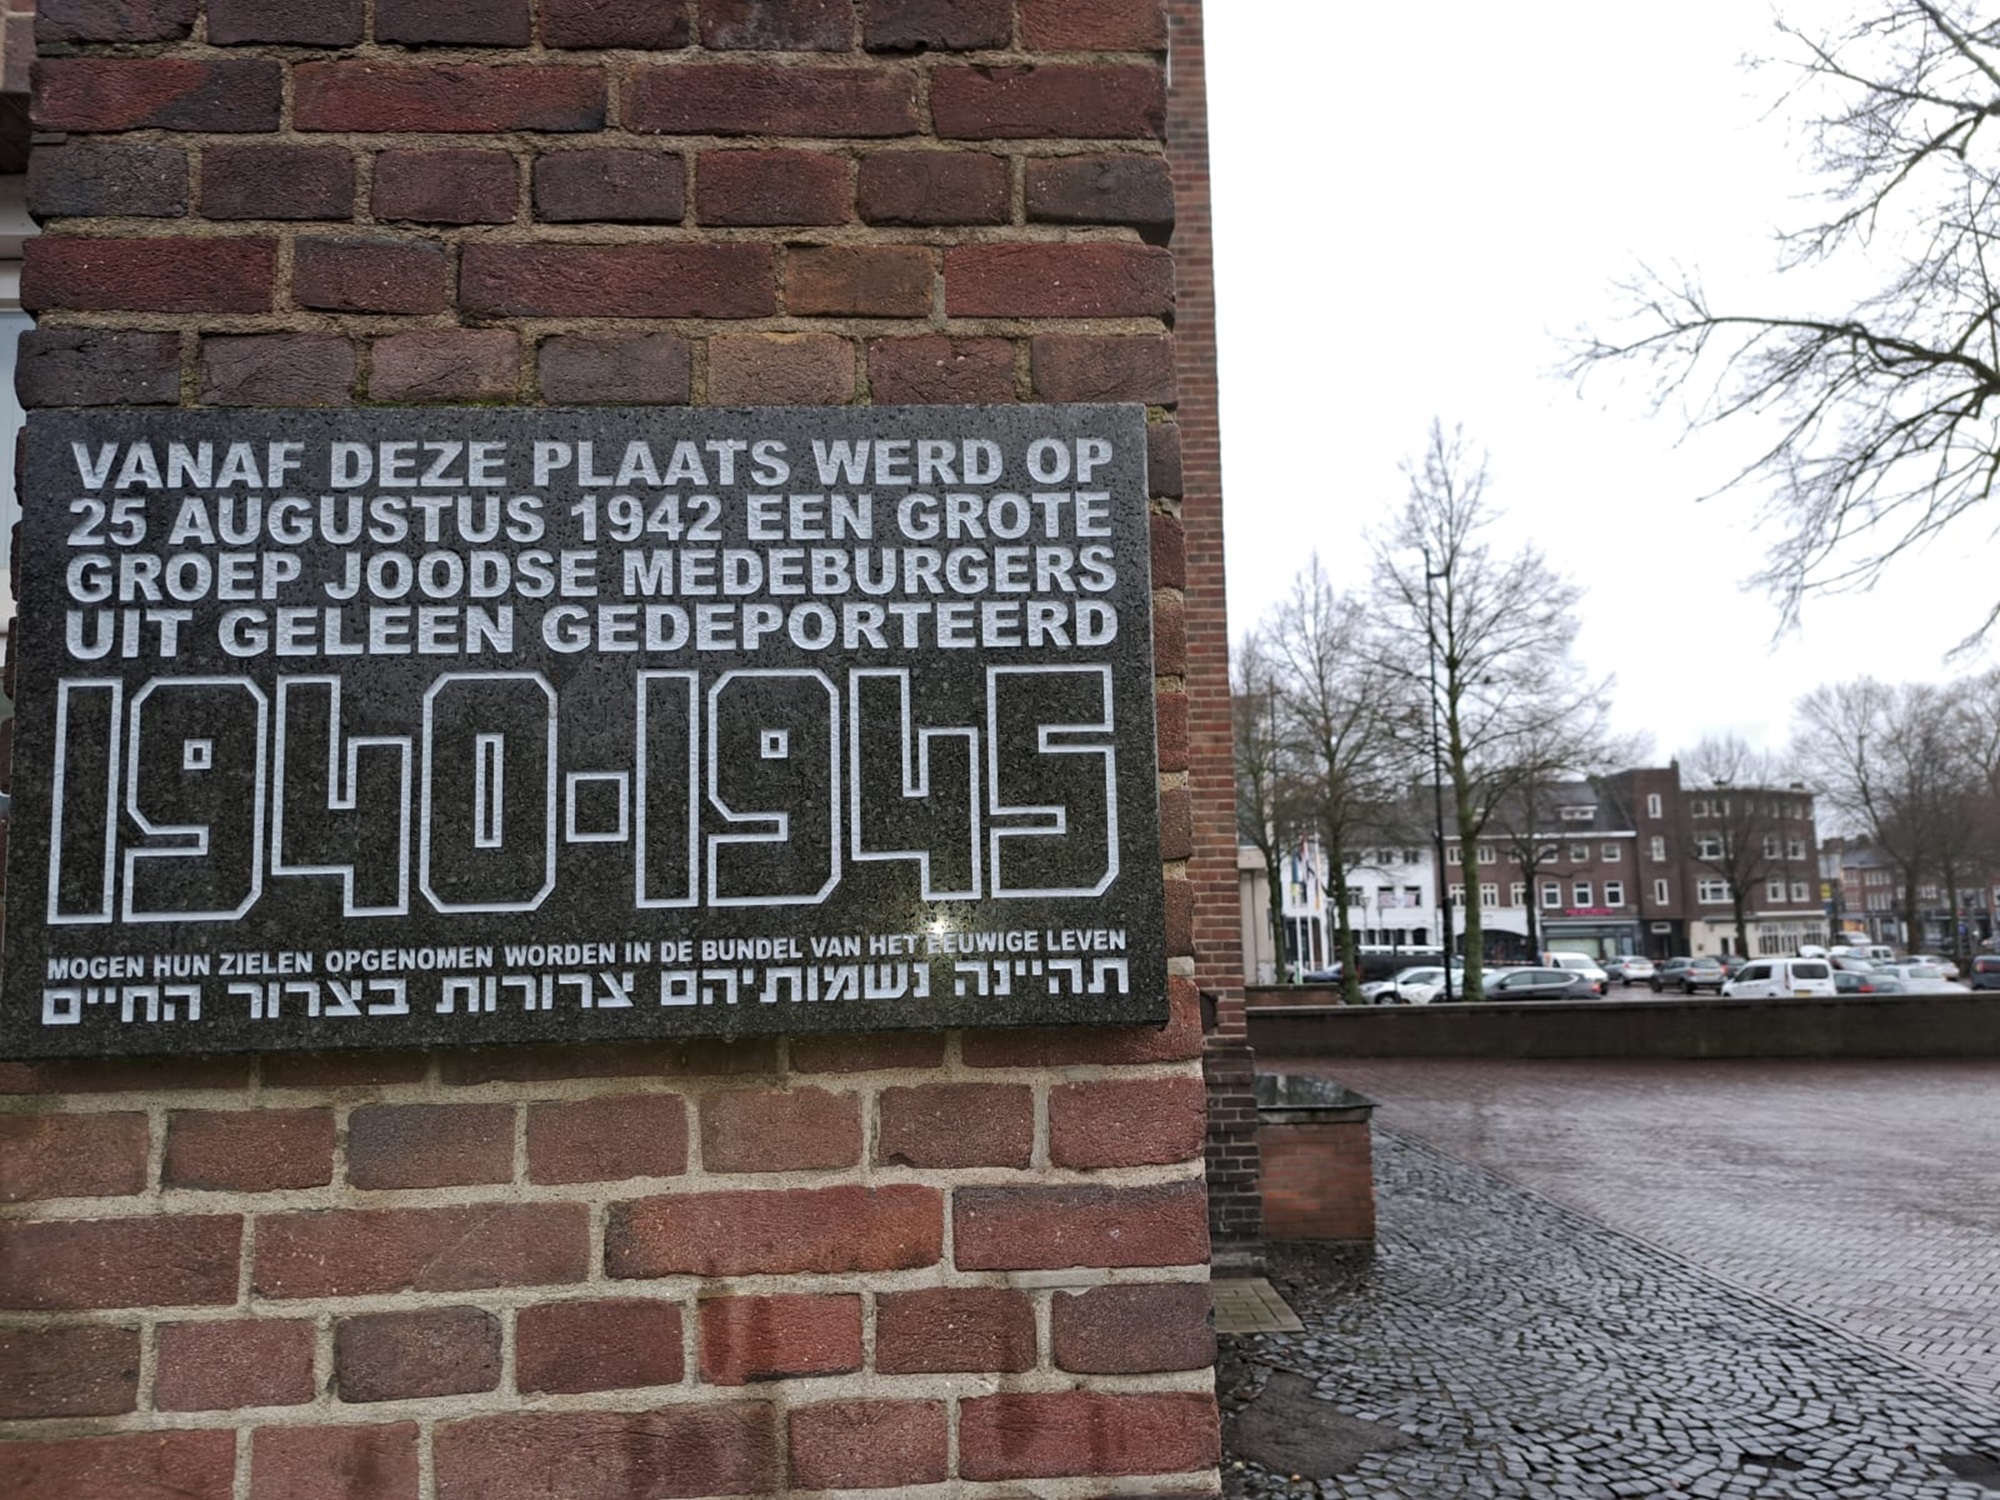 VANAF DEZE PLAATS WERD OP
25 AUGUSTUS 1942 EEN GROTE
GROEP JOODSE MEDEBURGERS
UIT GELEEN GEDEPORTEERD
1940-1945
MOGEN HUN ZIELEN OPGENOMEN WORDEN IN DE BUNDEL VAN HET EEUWIGE LEVEN
תהיינה נשמותיהם צרורות בצרור החיים